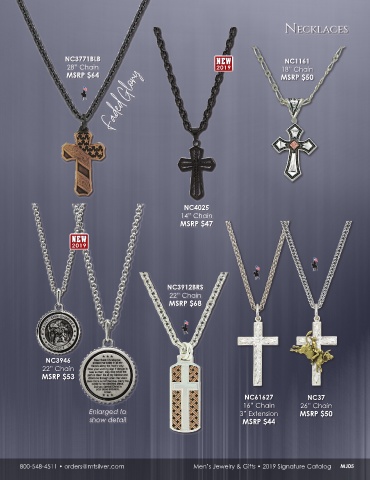 NECKLACES
NC3771BLB
28" Chain
MSRP $64
Faded Glory
NEW
2019
NC1161
18" Chain
MSRP $50
NC4025
14" Chain
MSRP $47
NEW
2019
NC3912BRS
22" Chain
MSRP $68
NC3946
22" Chain
MSRP $53
Enlarged to
show detail
NC61627
16" Chain
3" Extension
MSRP $44
NC37
26" Chain
MSRP $50
800-548-4511 • orders@mtsilver.com
Men's Jewelry & Gifts • 2019 Signature Catalog MJ05